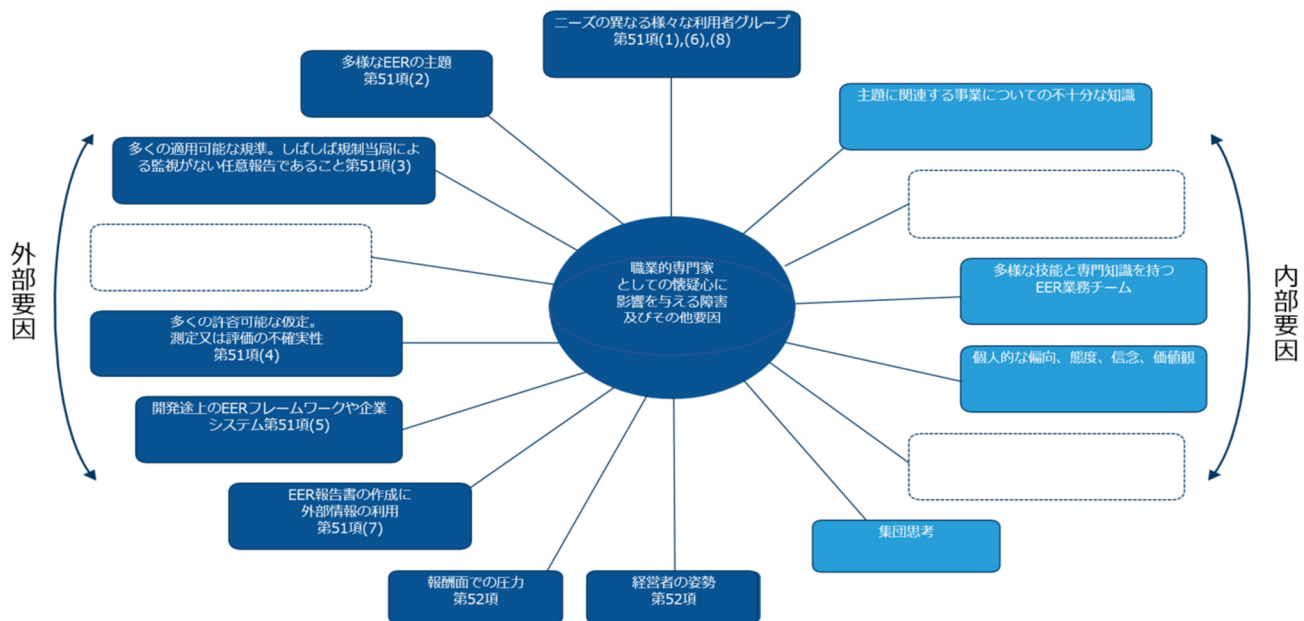 ニーズの異なる様々な利用者グループ
第51項(1),(6),(8)
多様なEERの主題
第51項(2)
主題に関連する事業についての不十分な知識
多くの適用可能な規準。しばしば規制当局によ
る監視がない任意報告であること第51項(3)
外部要因
職業的専門家
としての懐疑心に
影響を与える障害
及びその他要因
多様な技能と専門知識を持つ
EER業務チーム
内部要因
多くの許容可能な仮定。
測定又は評価の不確実性
第51項(4)
個人的な偏向、態度、信念、価値観
開発途上のEERフレームワークや企業
システム第51項(5)
EER報告書の作成に
外部情報の利用
第51項(7)
集団思考
報酬面での圧力
第52項
経営者の姿勢
第52項